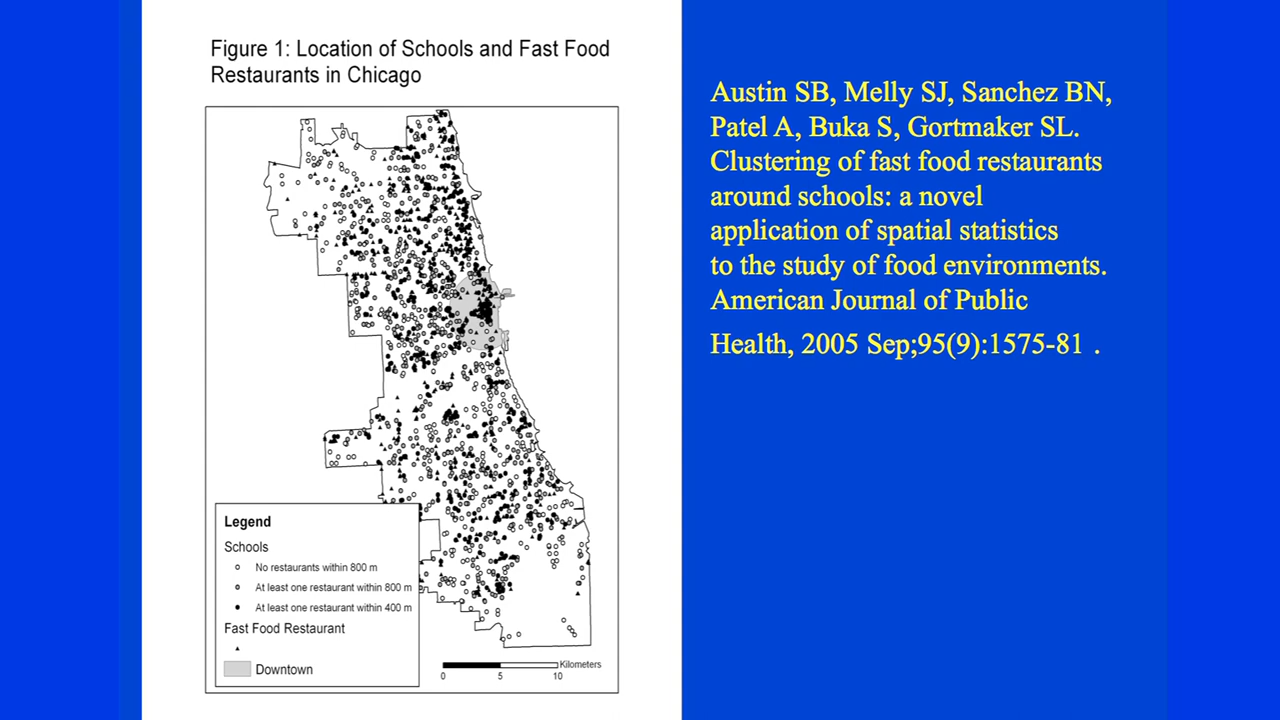 Figure 1: Location of Schools and Fast Food
Restaurants in Chicago
Legend
Schools
No restaurants within 800 m
At least one restaurant within 800 m
At least one restaurant within 400 m
Fast Food Restaurant
Downtown
Kilometers
0 5 10
Austin SB, Melly SJ, Sanchez BN,
Patel A, Buka S, Gortmaker SL.
Clustering of fast food restaurants
around schools: a novel
application of spatial statistics
to the study of food environments.
American Journal of Public
Health, 2005 Sep;95(9):1575-81 .